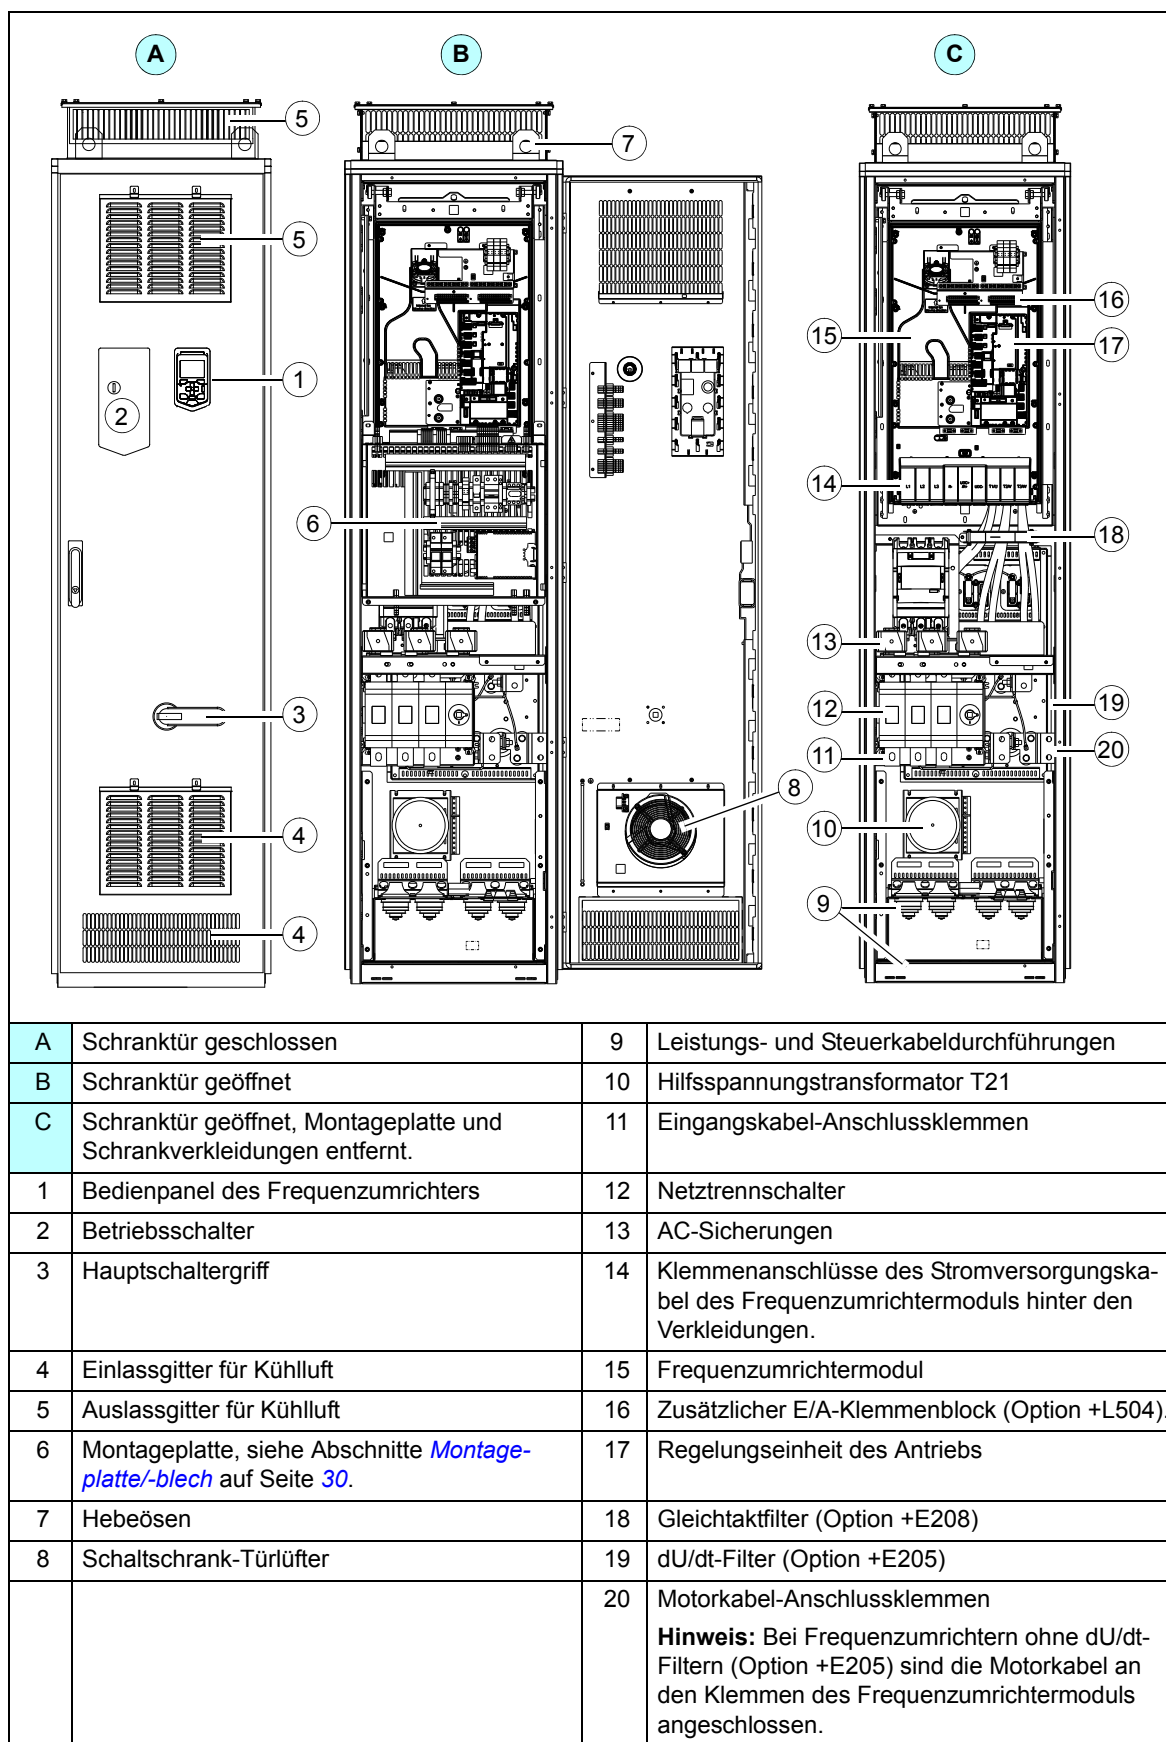 A
B
C
5
7
5
16
15
17
1
2
14
L1 L2 L3
6
18
13
3
12
19
11
20
8
4
10
9
4
A Schranktür geschlossen
9 Leistungs- und Steuerkabeldurchführungen
B Schranktür geöffnet
10 Hilfsspannungstransformator T21
C Schranktür geöffnet, Montageplatte und
Schrankverkleidungen entfernt.
11 Eingangskabel-Anschlussklemmen
1 Bedienpanel des Frequenzumrichters
12 Netztrennschalter
2 Betriebsschalter
13 AC-Sicherungen
3 Hauptschaltergriff
14 Klemmenanschlüsse des Stromversorgungska-
bel des Frequenzumrichtermoduls hinter den
Verkleidungen.
4 Einlassgitter für Kühlluft
15 Frequenzumrichtermodul
5 Auslassgitter für Kühlluft
16 Zusätzlicher E/A-Klemmenblock (Option +L504).
6 Montageplatte, siehe Abschnitte Montage-
platte/-blech auf Seite 30.
17 Regelungseinheit des Antriebs
7 Hebeösen
18 Gleichtaktfilter (Option +E208)
8 Schaltschrank-Türlüfter
19 dU/dt-Filter (Option +E205)
20 Motorkabel-Anschlussklemmen
Hinweis: Bei Frequenzumrichtern ohne dU/dt-
Filtern (Option +E205) sind die Motorkabel an
den Klemmen des Frequenzumrichtermoduls
angeschlossen.